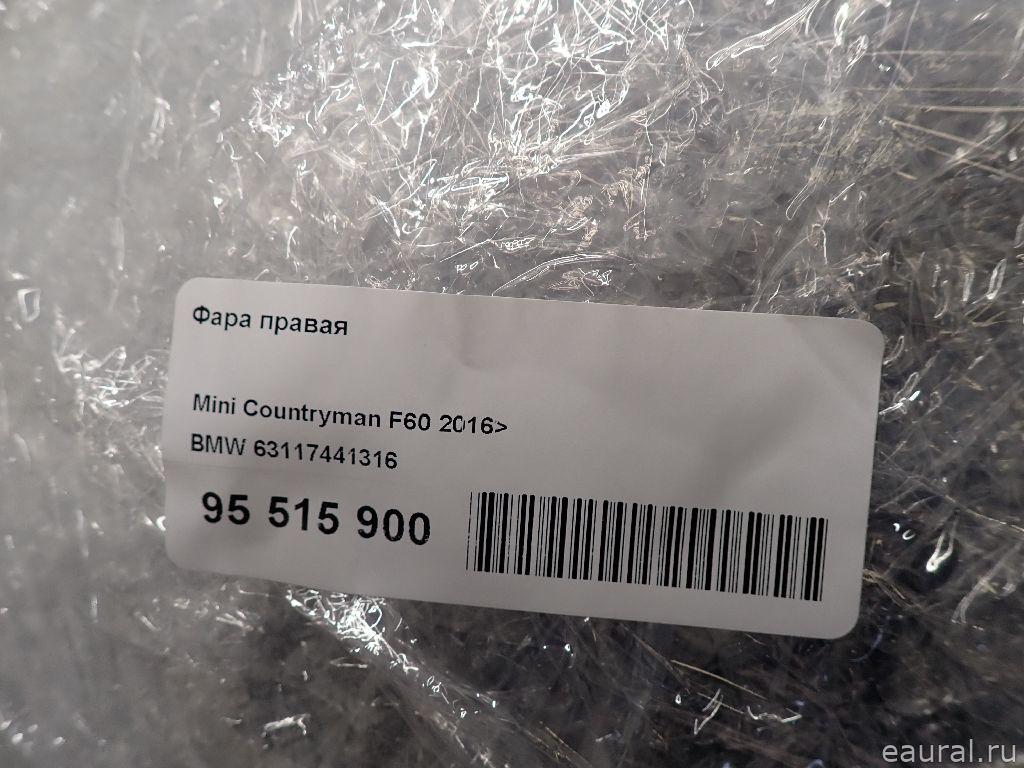 Фара правая
Mini Countryman F60 2016>
BMW 63117441316
95 515 900
eaural.ru